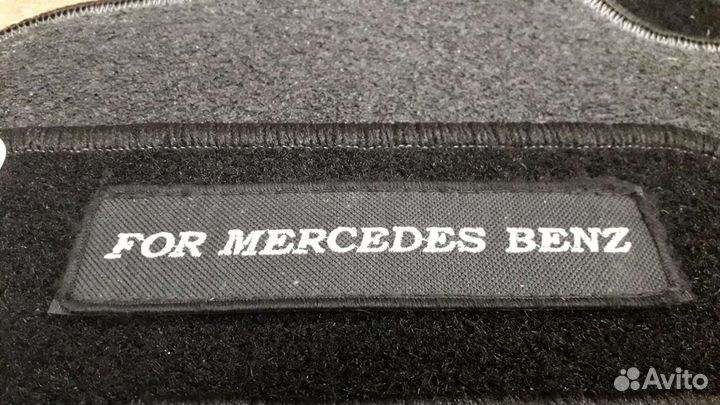 FOR MERCEDES BENZ
Avito